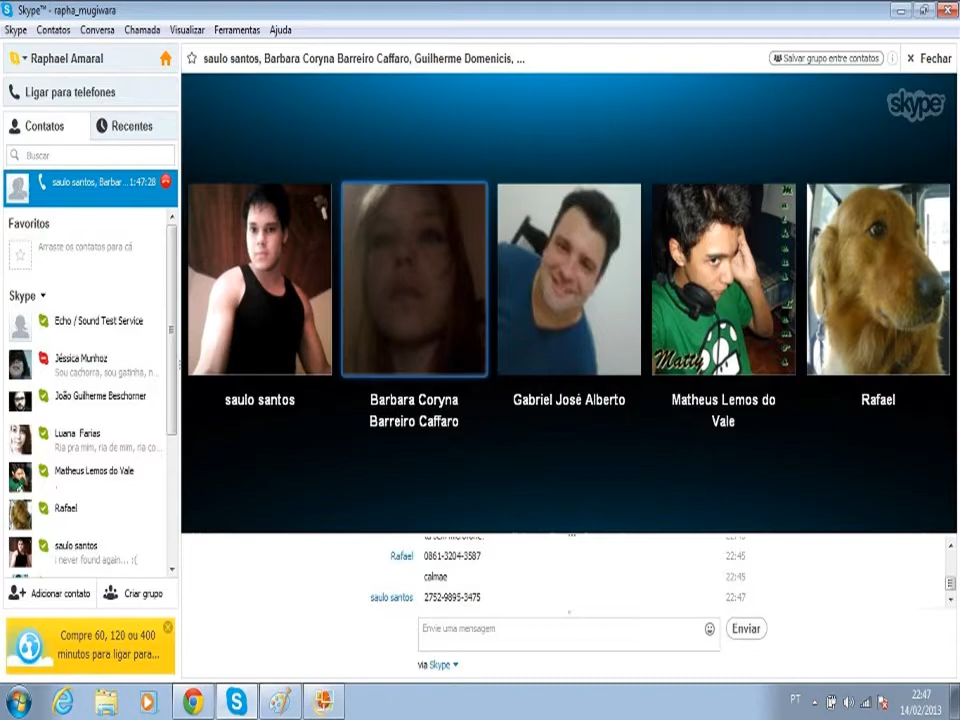 Skype™ - rapha_mugiwara
Skype Contatos Conversa Chamada Visualizar Ferramentas Ajuda
Raphael Amaral
saulo santos, Barbara Coryna Barreiro Caffaro, Guilherme Domenicis, ...
Salvar grupo entre contatos
Fechar
Ligar para telefones
skype
Contatos
Recentes
Buscar
saulo santos, Barbar... 1:47:28
Favoritos
Arraste os contatos para cá
Skype
Echo / Sound Test Service
Jéssica Munhoz
Sou cachorra, sou gatinha, n...
João Guilherme Beschorner
Luana Farias
Ria pra mim, ria de mim, ria co...
Matheus Lemos do Vale
.
Rafael
saulo santos
i never found again... :(
Adicionar contato
Criar grupo
Compre 60, 120 ou 400
minutos para ligar para...
Matty
saulo santos
Barbara Coryna
Barreiro Caffaro
Gabriel José Alberto
Matheus Lemos do
Vale
Rafael
Rafael 0861-3204-3587 22:45
calmae 22:45
saulo santos 2752-9895-3475 22:47
Envie uma mensagem
Enviar
via Skype
PT
22:47
14/02/2013